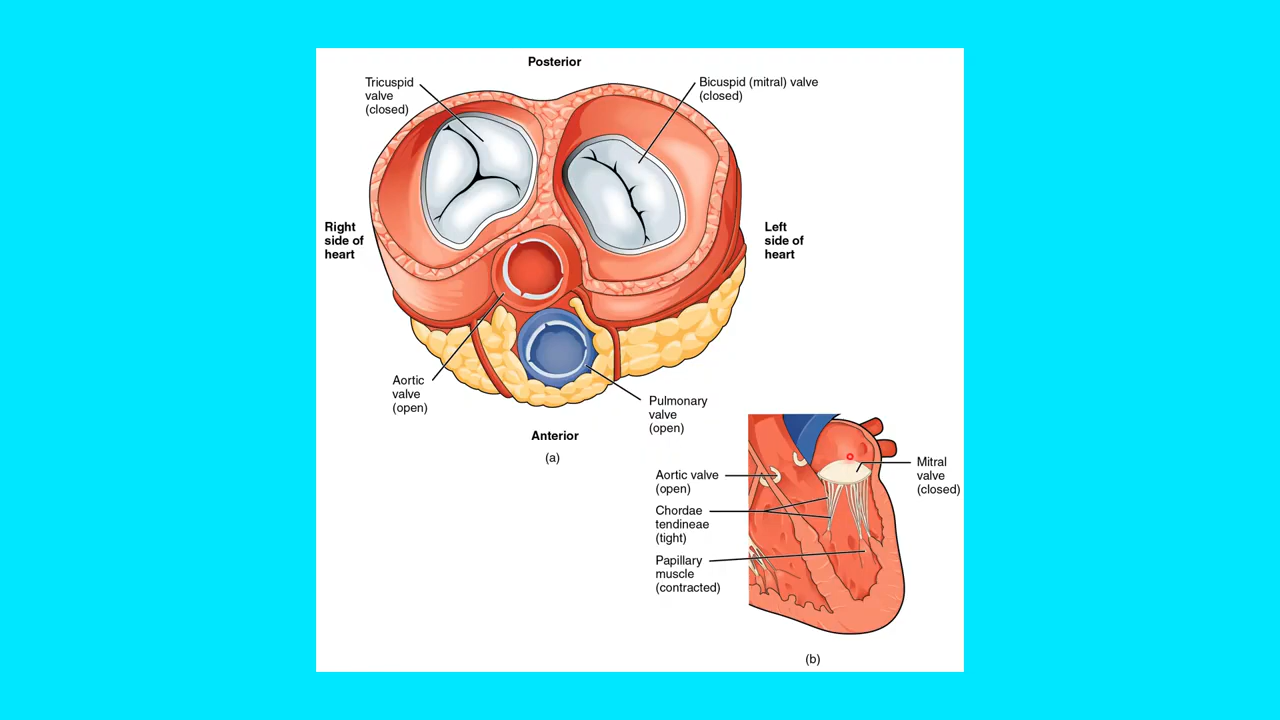 Posterior
Tricuspid
valve
(closed)
Bicuspid (mitral) valve
(closed)
Right
side of
heart
Left
side of
heart
Aortic
valve
(open)
Pulmonary
valve
(open)
Anterior
(a)
Aortic valve
(open)
Chordae
tendineae
(tight)
Papillary
muscle
(contracted)
Mitral
valve
(closed)
(b)